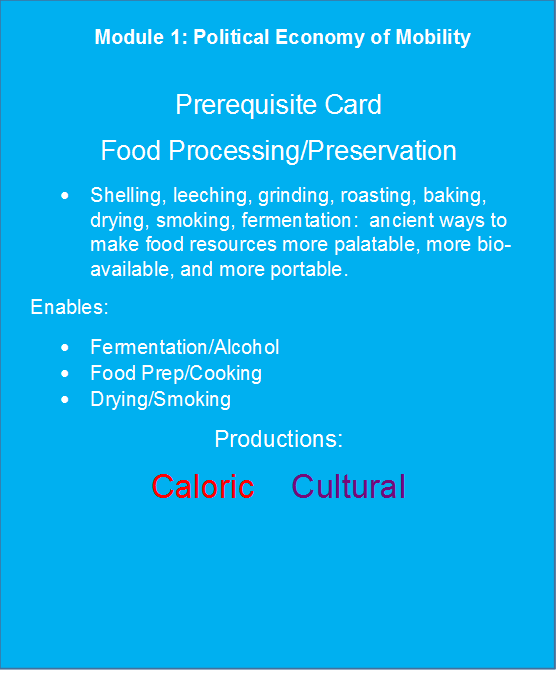 Module 1: Political Economy of Mobility
Prerequisite Card
Food Processing/Preservation
• Shelling, leeching, grinding, roasting, baking,
drying, smoking, fermentation:  ancient ways to
make food resources more palatable, more bio-
available, and more portable.
Enables:
• Fermentation/Alcohol
• Food Prep/Cooking
• Drying/Smoking
Productions:
Caloric    Cultural